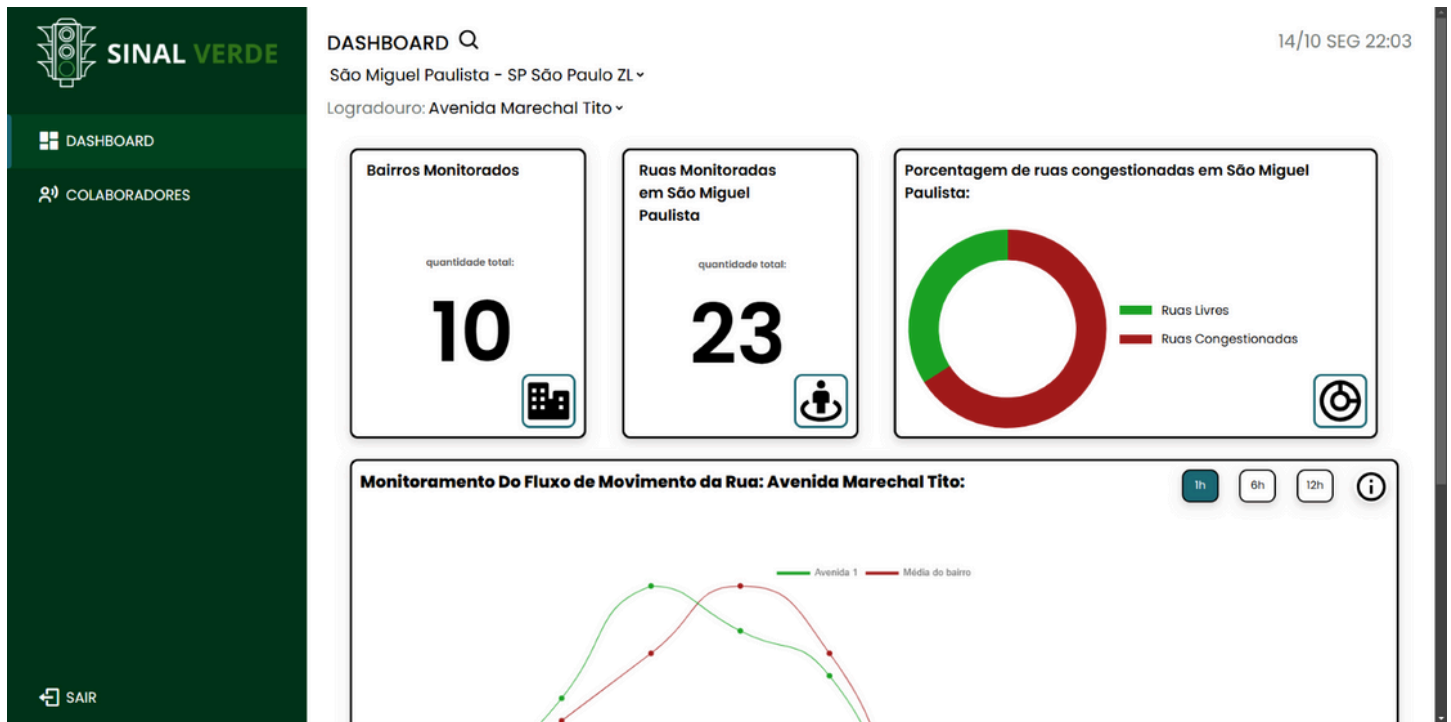 SINAL VERDE
DASHBOARD
COLABORADORES
SAIR
DASHBOARD
14/10 SEG 22:03
São Miguel Paulista - SP São Paulo ZL
Logradouro: Avenida Marechal Tito
Bairros Monitorados
quantidade total:
10
Ruas Monitoradas
em São Miguel
Paulista
quantidade total:
23
Porcentagem de ruas congestionadas em São Miguel
Paulista:
Ruas Livres
Ruas Congestionadas
Monitoramento Do Fluxo de Movimento da Rua: Avenida Marechal Tito:
1h
6h
12h
Avenida 1
Média do bairro